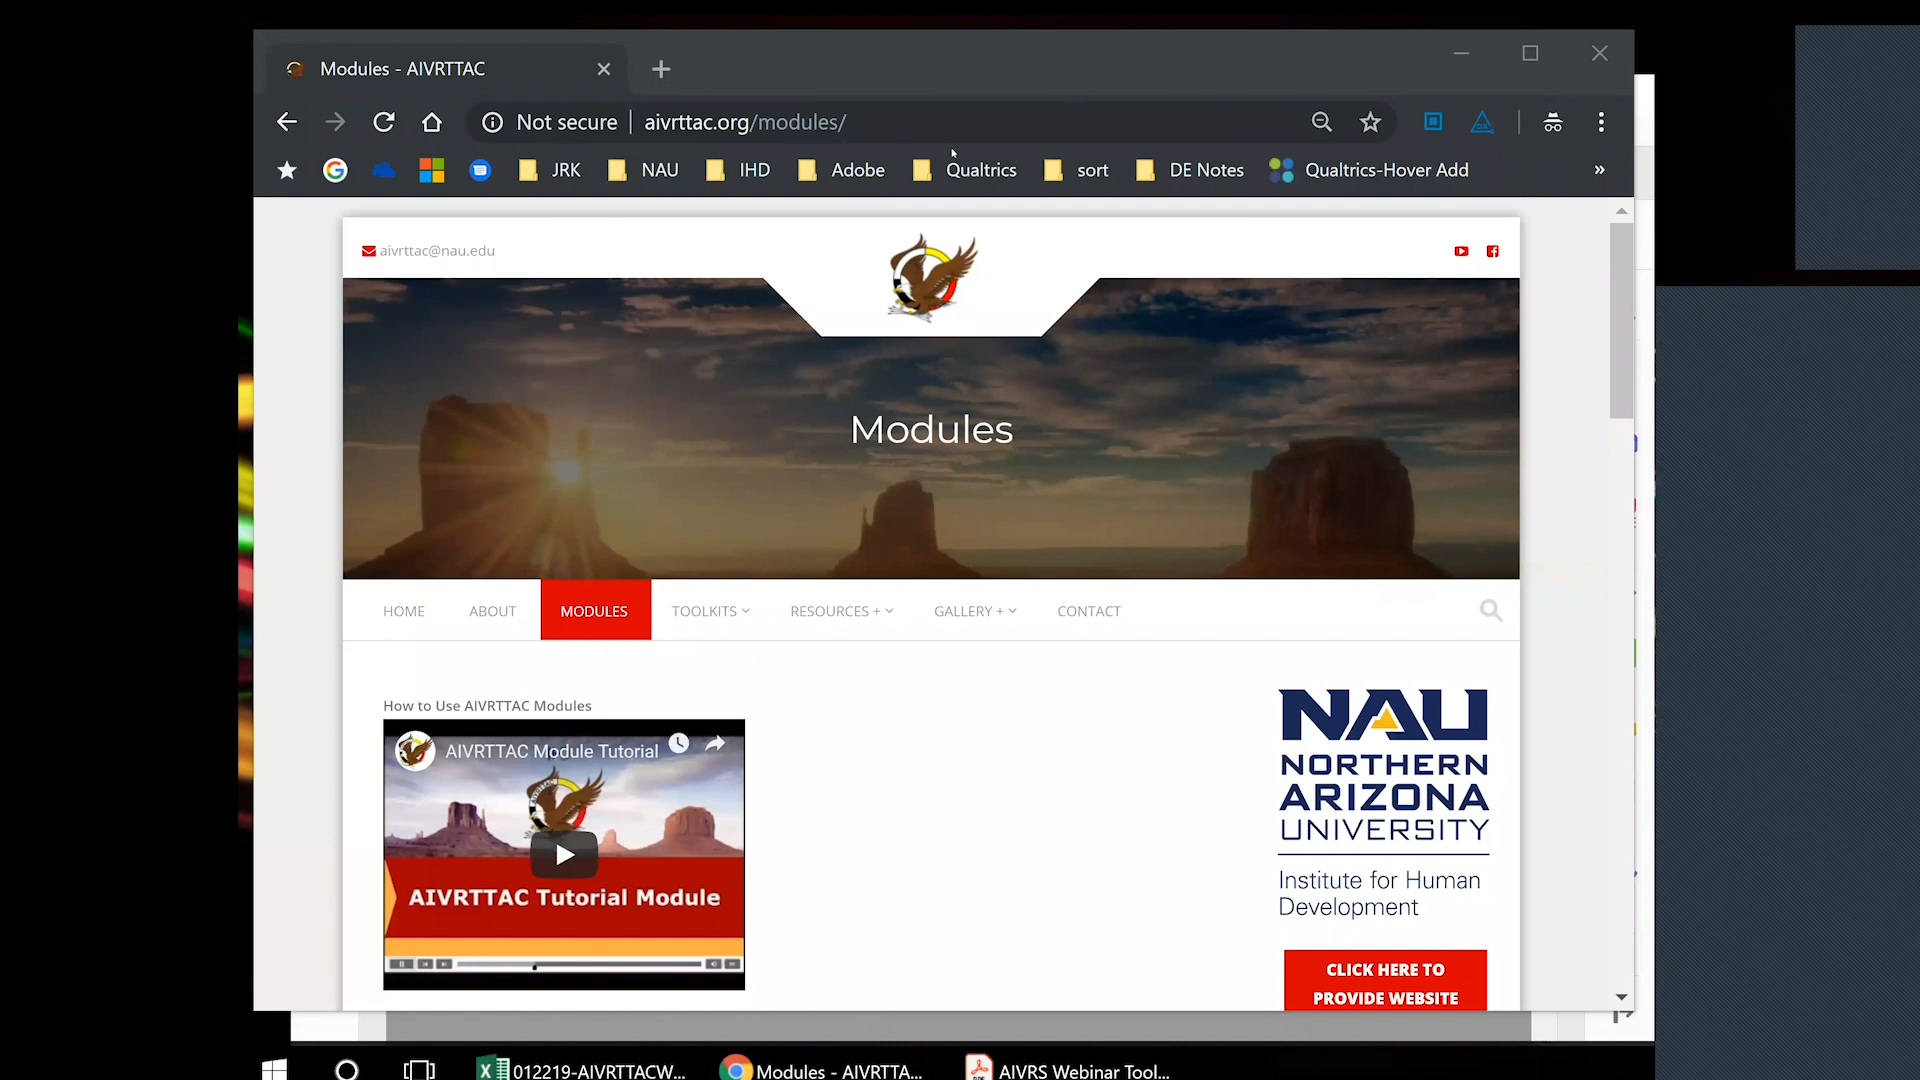 Modules - AIVRTTAC
Not secure | aivrttac.org/modules/
JRK NAU IHD Adobe Qualtrics sort DE Notes Qualtrics-Hover Add »
aivrttac@nau.edu
Modules
HOME ABOUT MODULES TOOLKITS RESOURCES + GALLERY + CONTACT
How to Use AIVRTTAC Modules
AIVRTTAC Module Tutorial
AIVRTTAC Tutorial Module
NAU
NORTHERN
ARIZONA
UNIVERSITY
Institute for Human
Development
CLICK HERE TO
PROVIDE WEBSITE
012219-AIVRTTACW... Modules - AIVRTTA... AIVRS Webinar Tool...